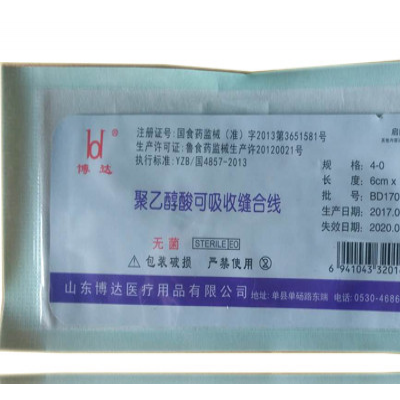 博达
注册证号: 国食药监械（准）字2013第3651581号
生产许可证: 鲁食药监械生产许20120021号
执行标准: YZB/国4857-2013
聚乙醇酸可吸收缝合线
规 格: 4-0
长 度: 6cm x
批 号: BD170
生产日期 2017.0
失效日期 2020.0
无菌 STERILE EO
包装破损 严禁使用
6 941043 3201
山东博达医疗用品有限公司 地址: 单县单砀路东端 电话: 0530-4686